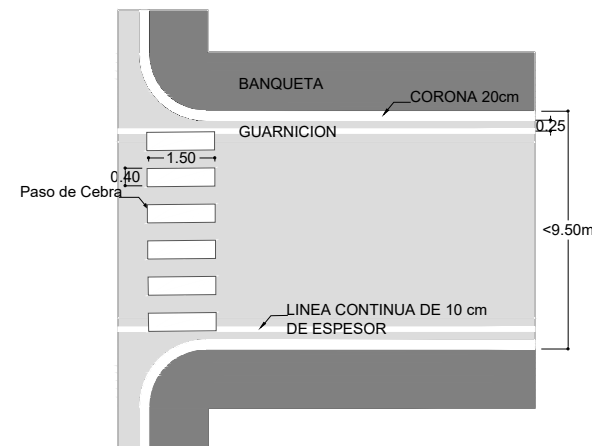 BANQUETA
CORONA 20cm
GUARNICION
0.25
1.50
0.40
Paso de Cebra
<9.50m
LINEA CONTINUA DE 10 cm
DE ESPESOR